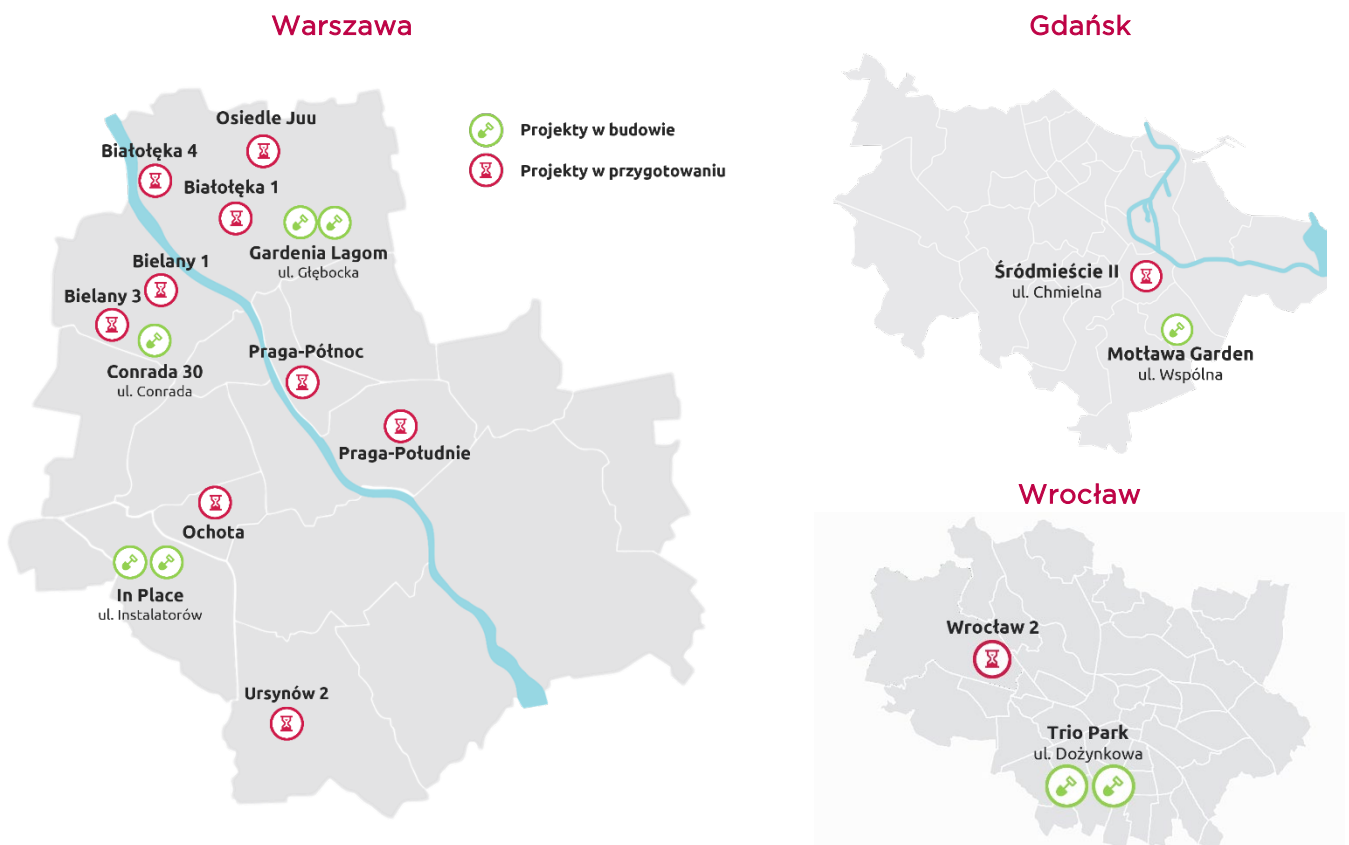 Warszawa
Osiedle Juu
Białołęka 4
Białołęka 1
Gardenia Lagom
ul. Głębocka
Bielany 1
Bielany 3
Conrada 30
ul. Conrada
Praga-Północ
Praga-Południe
Ochota
In Place
ul. Instalatorów
Ursynów 2
Projekty w budowie
Projekty w przygotowaniu
Gdańsk
Śródmieście II
ul. Chmielna
Motława Garden
ul. Wspólna
Wrocław
Wrocław 2
Trio Park
ul. Dożynkowa